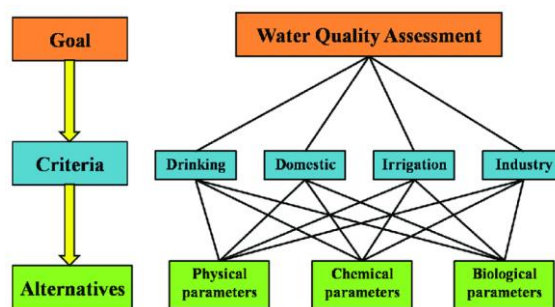 Goal
Water Quality Assessment
Criteria
Drinking
Domestic
Irrigation
Industry
Alternatives
Physical
parameters
Chemical
parameters
Biological
parameters